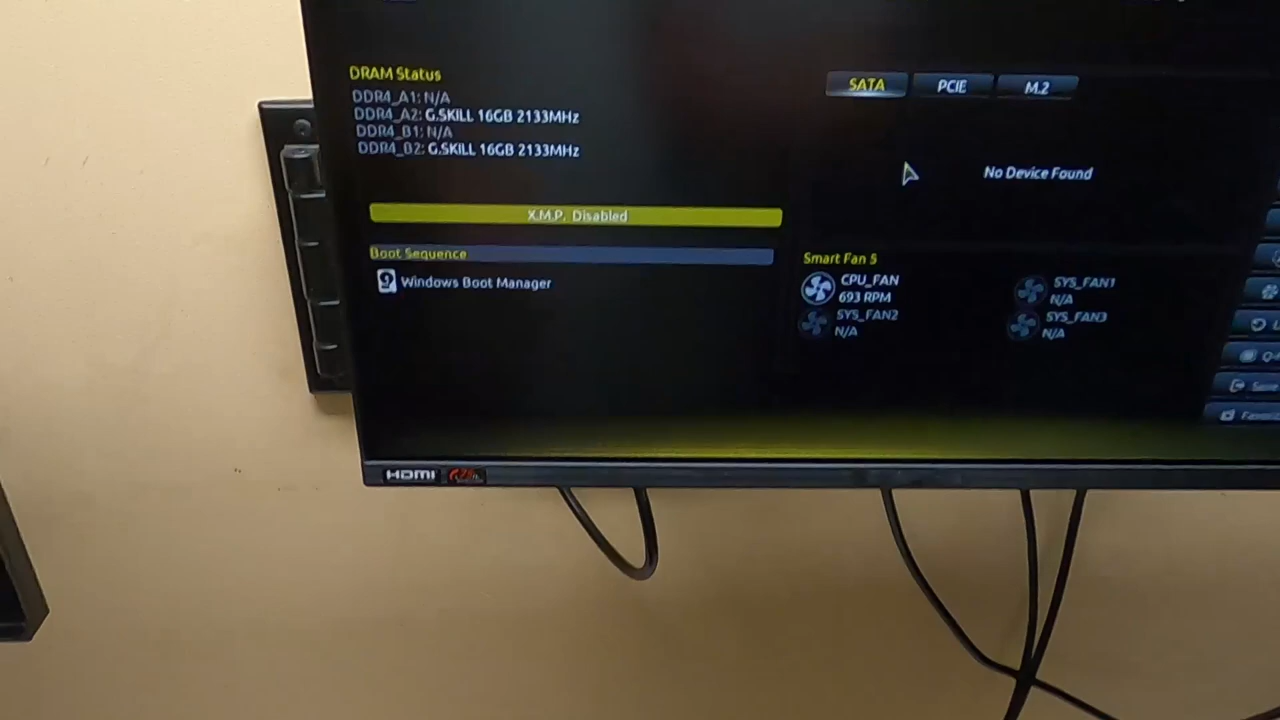 DRAM Status
DDR4_A1: N/A
DDR4_A2: G.SKILL 16GB 2133MHz
DDR4_B1: N/A
DDR4_B2: G.SKILL 16GB 2133MHz
X.M.P. Disabled
Boot Sequence
Windows Boot Manager
SATA
PCIE
M.2
No Device Found
Smart Fan 5
CPU_FAN
693 RPM
SYS_FAN1
N/A
SYS_FAN2
N/A
SYS_FAN3
N/A
HDMI